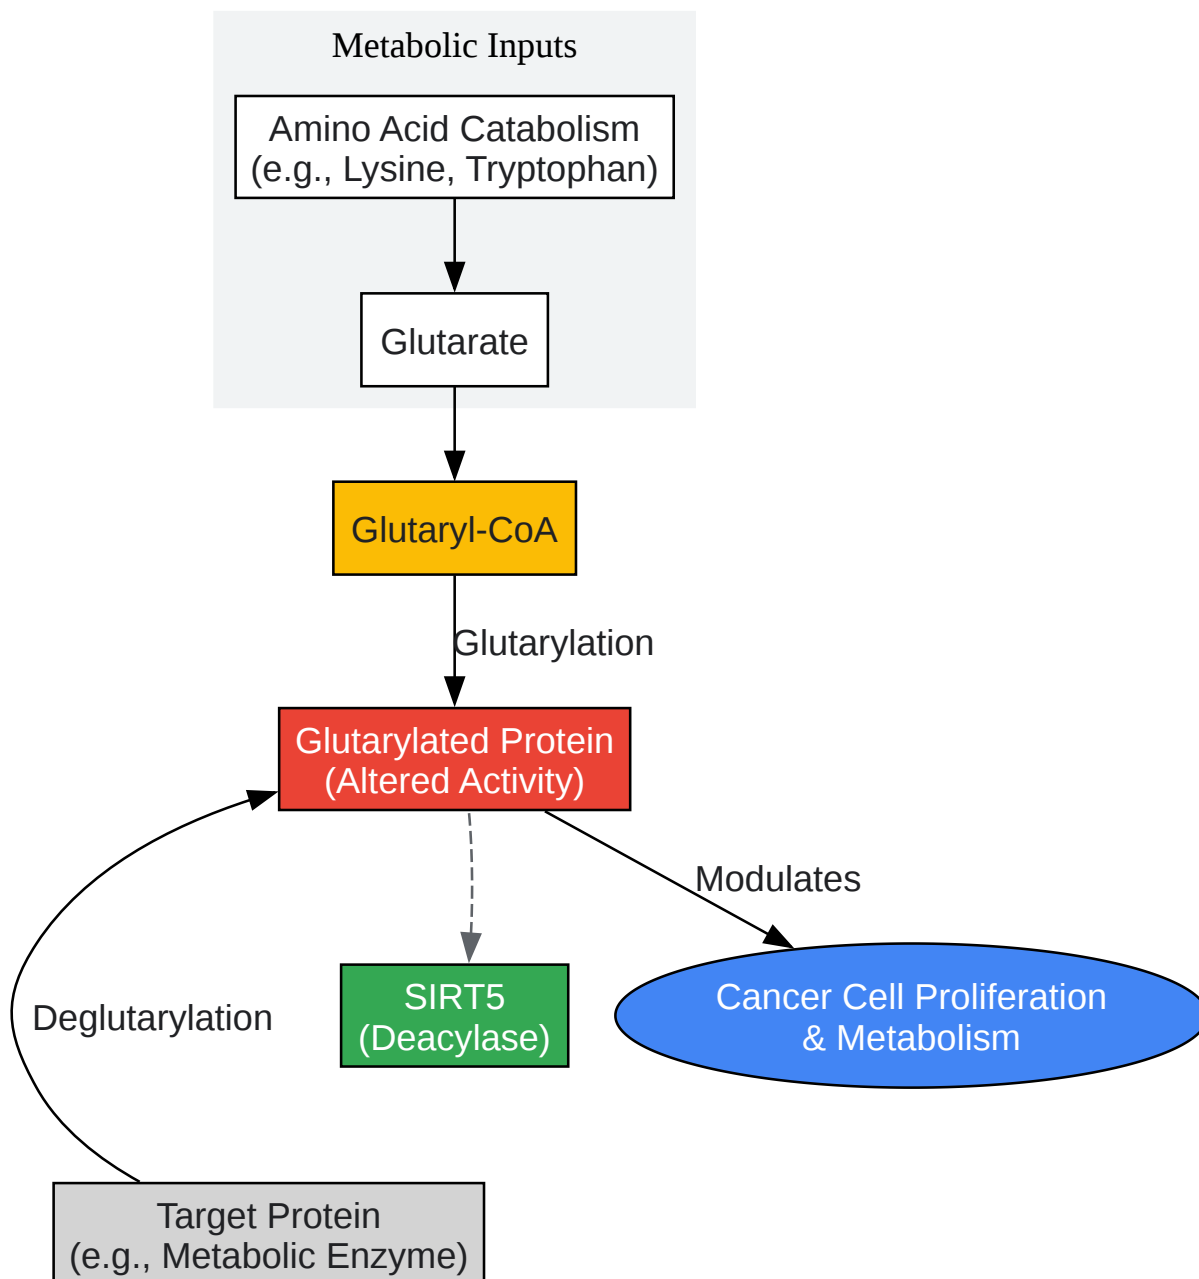 Metabolic Inputs
Amino Acid Catabolism
(e.g., Lysine, Tryptophan)
Glutarate
Glutaryl-CoA
Glutarylation
Glutarylated Protein
(Altered Activity)
Modulates
SIRT5
(Deacylase)
Cancer Cell Proliferation
& Metabolism
Deglutarylation
Target Protein
(e.g., Metabolic Enzyme)